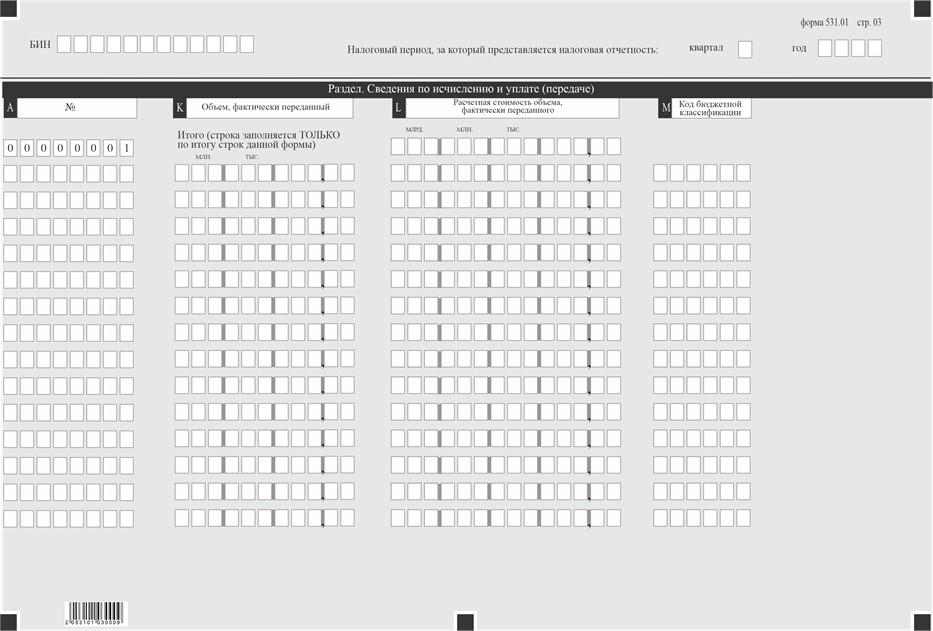 форма 531.01 стр. 03
БИН
Налоговый период, за который представляется налоговая отчетность: квартал год
Раздел. Сведения по исчислению и уплате (передаче)
A № K Объем, фактически переданный L Расчетная стоимость объема, фактически переданного M Код бюджетной классификации
Итого (строка заполняется ТОЛЬКО
по итогу строк данной формы)
МЛРД. МЛН. ТЫС.
0 0 0 0 0 0 0 1
МЛН. ТЫС.
2053101030009